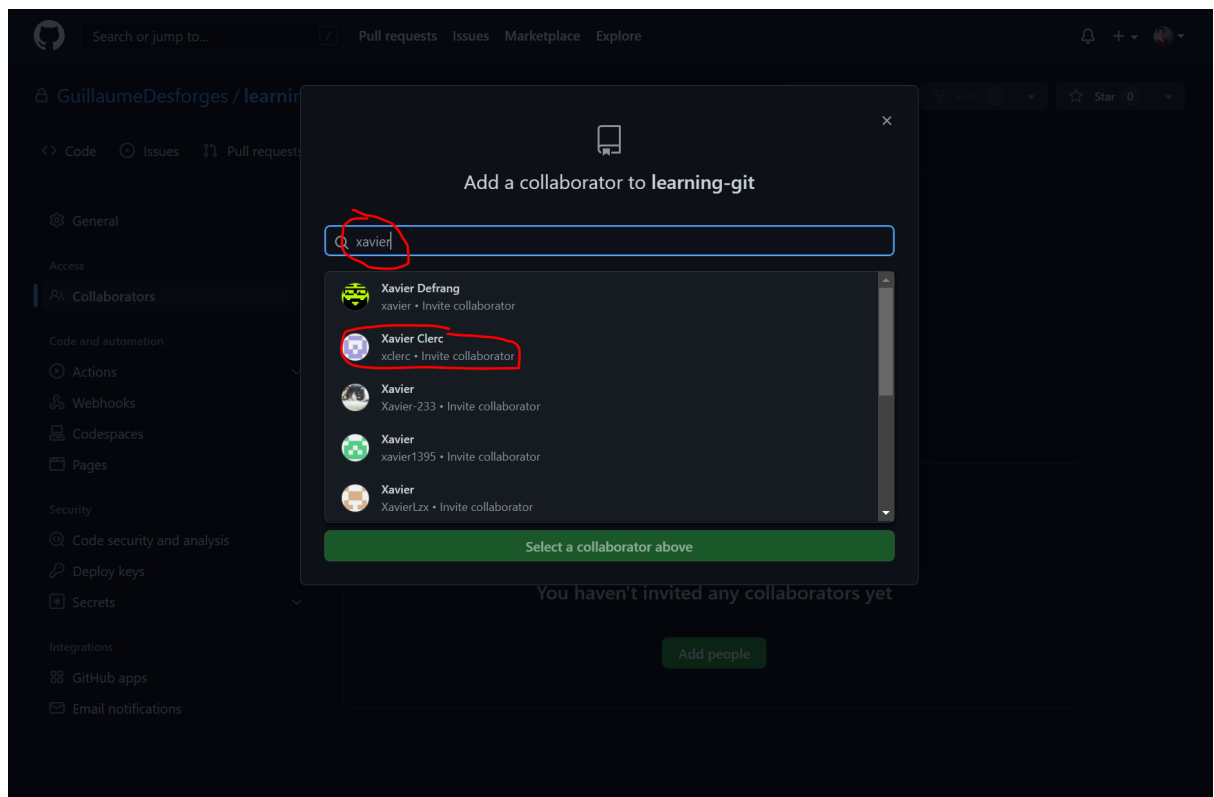 Search or jump to... / Pull requests Issues Marketplace Explore
GuillaumeDesforges / learnin
Star 0
Code Issues Pull requests
Add a collaborator to learning-git
xavier
Xavier Defrang
xavier • Invite collaborator
Xavier Clerc
xclerc • Invite collaborator
Xavier
Xavier-233 • Invite collaborator
Xavier
xavier1395 • Invite collaborator
Xavier
XavierLzx • Invite collaborator
Select a collaborator above
General
Access
Collaborators
Code and automation
Actions
Webhooks
Codespaces
Pages
Security
Code security and analysis
Deploy keys
Secrets
Integrations
GitHub apps
Email notifications
You haven't invited any collaborators yet
Add people